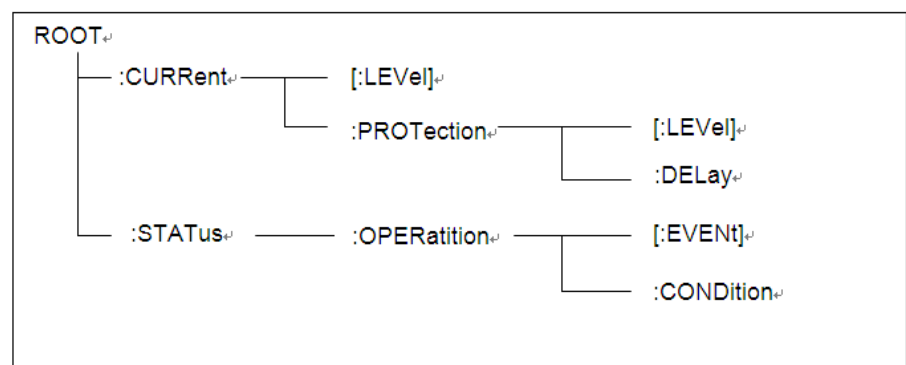 ROOT
:CURRent [:LEVel]
:PROTection [:LEVel]
:DELay
:STATus :OPERatition [:EVENt]
:CONDition